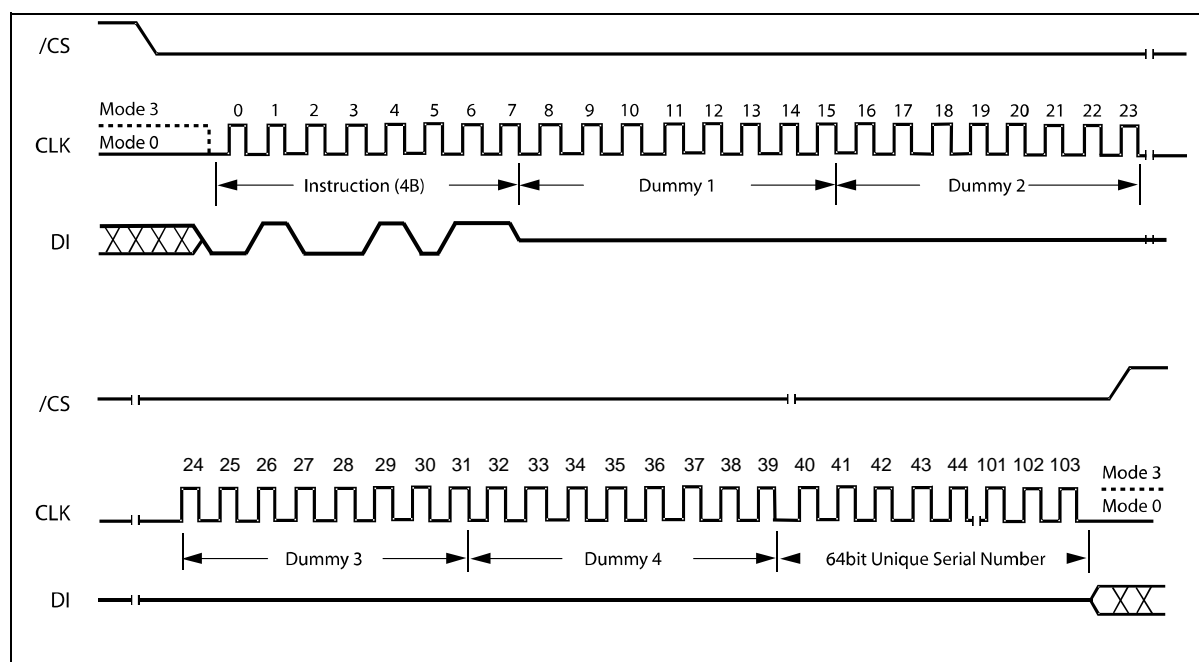 /CS
Mode 3
0 1 2 3 4 5 6 7 8 9 10 11 12 13 14 15 16 17 18 19 20 21 22 23
CLK
Mode 0
Instruction (4B) Dummy 1 Dummy 2
DI
/CS
24 25 26 27 28 29 30 31 32 33 34 35 36 37 38 39 40 41 42 43 44 101 102 103
Mode 3
CLK
Mode 0
Dummy 3 Dummy 4 64bit Unique Serial Number
DI